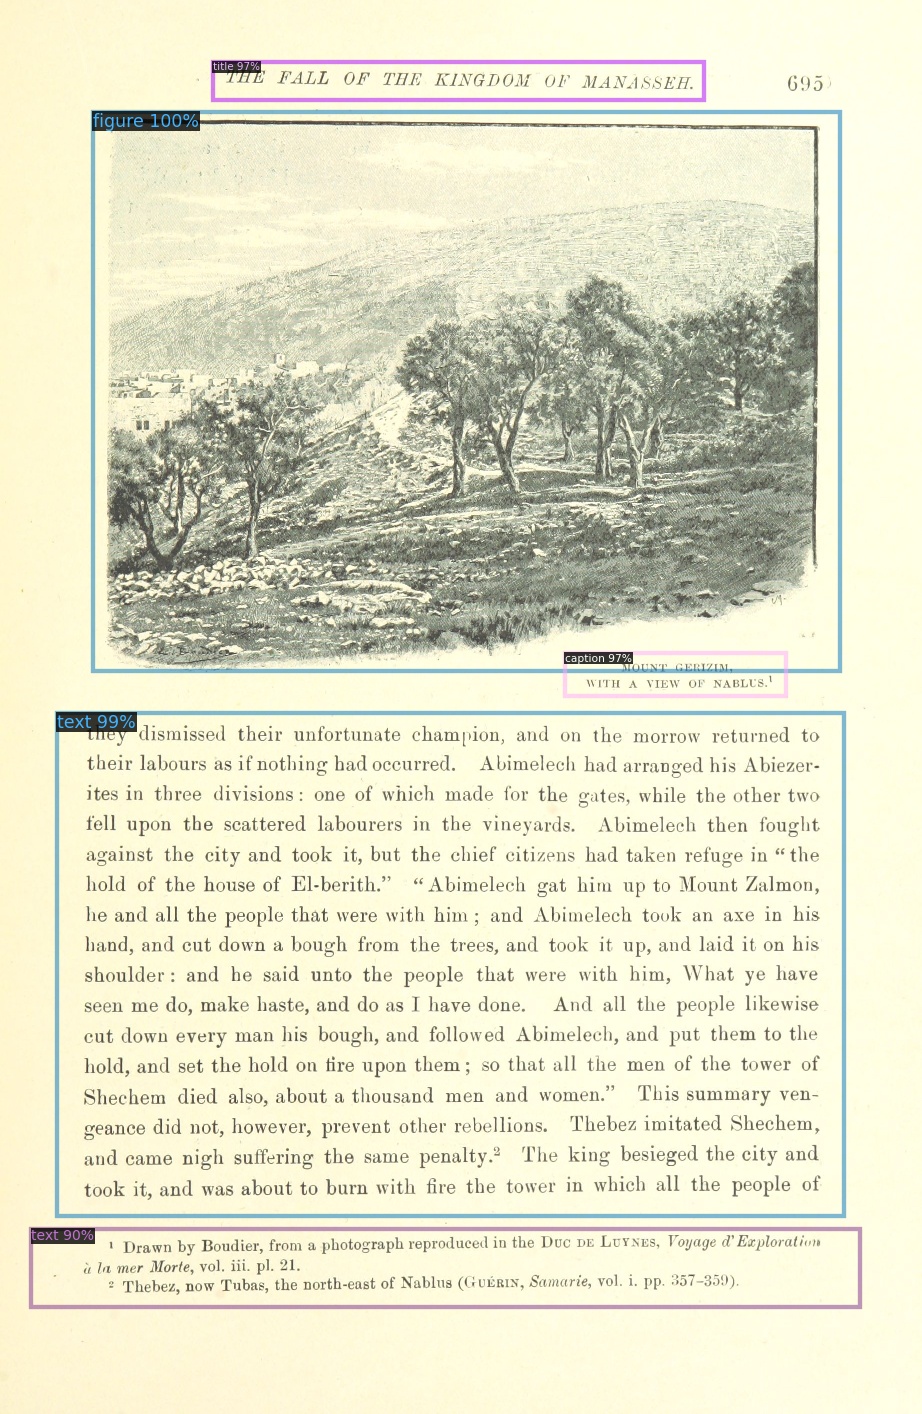 title 97%
THE FALL OF THE KINGDOM OF MANASSEH. 695
figure 100%
L. Boudier
caption 97%
MOUNT GERIZIM,
WITH A VIEW OF NABLUS.¹
text 99%
they dismissed their unfortunate champion, and on the morrow returned to
their labours as if nothing had occurred. Abimelech had arranged his Abiezer-
ites in three divisions: one of which made for the gates, while the other two
fell upon the scattered labourers in the vineyards. Abimelech then fought
against the city and took it, but the chief citizens had taken refuge in “the
hold of the house of El-berith.” “Abimelech gat him up to Mount Zalmon,
he and all the people that were with him; and Abimelech took an axe in his
hand, and cut down a bough from the trees, and took it up, and laid it on his
shoulder: and he said unto the people that were with him, What ye have
seen me do, make haste, and do as I have done. And all the people likewise
cut down every man his bough, and followed Abimelech, and put them to the
hold, and set the hold on fire upon them; so that all the men of the tower of
Shechem died also, about a thousand men and women.” This summary ven-
geance did not, however, prevent other rebellions. Thebez imitated Shechem,
and came nigh suffering the same penalty.² The king besieged the city and
took it, and was about to burn with fire the tower in which all the people of
text 90%
¹ Drawn by Boudier, from a photograph reproduced in the DUC DE LUYNES, Voyage d'Exploration
à la mer Morte, vol. iii. pl. 21.
² Thebez, now Tubas, the north-east of Nablus (GUÉRIN, Samarie, vol. i. pp. 357–359).